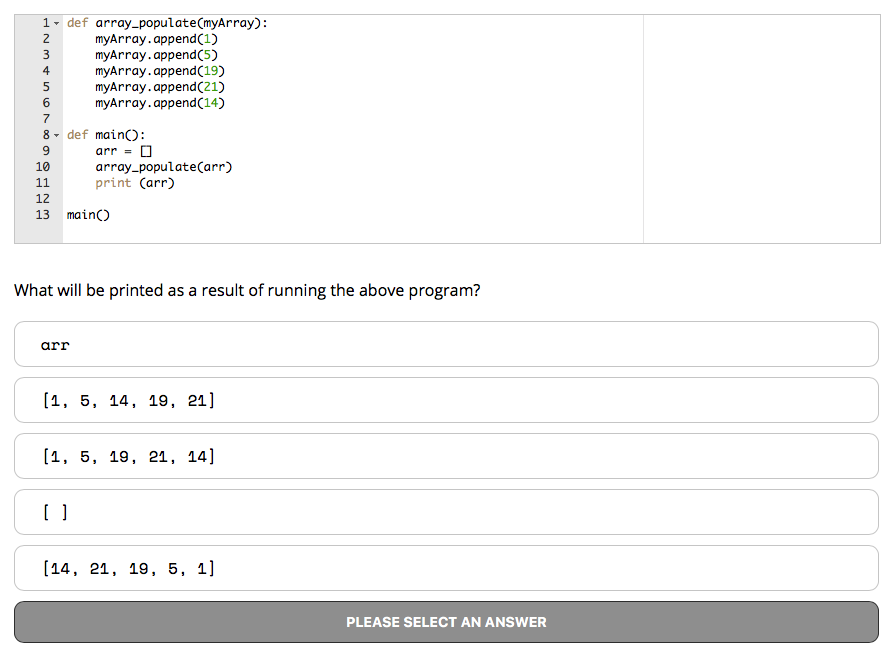 1 def array_populate(myArray):
2     myArray.append(1)
3     myArray.append(5)
4     myArray.append(19)
5     myArray.append(21)
6     myArray.append(14)
7
8 def main():
9     arr = []
10     array_populate(arr)
11     print (arr)
12
13 main()
What will be printed as a result of running the above program?
arr
[1, 5, 14, 19, 21]
[1, 5, 19, 21, 14]
[ ]
[14, 21, 19, 5, 1]
PLEASE SELECT AN ANSWER